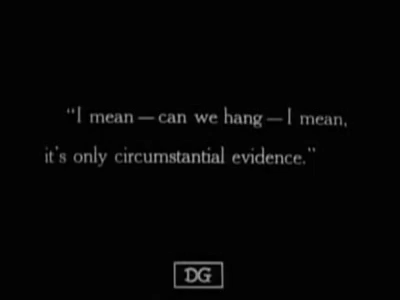 “I mean — can we hang — I mean,
it's only circumstantial evidence.”
DG